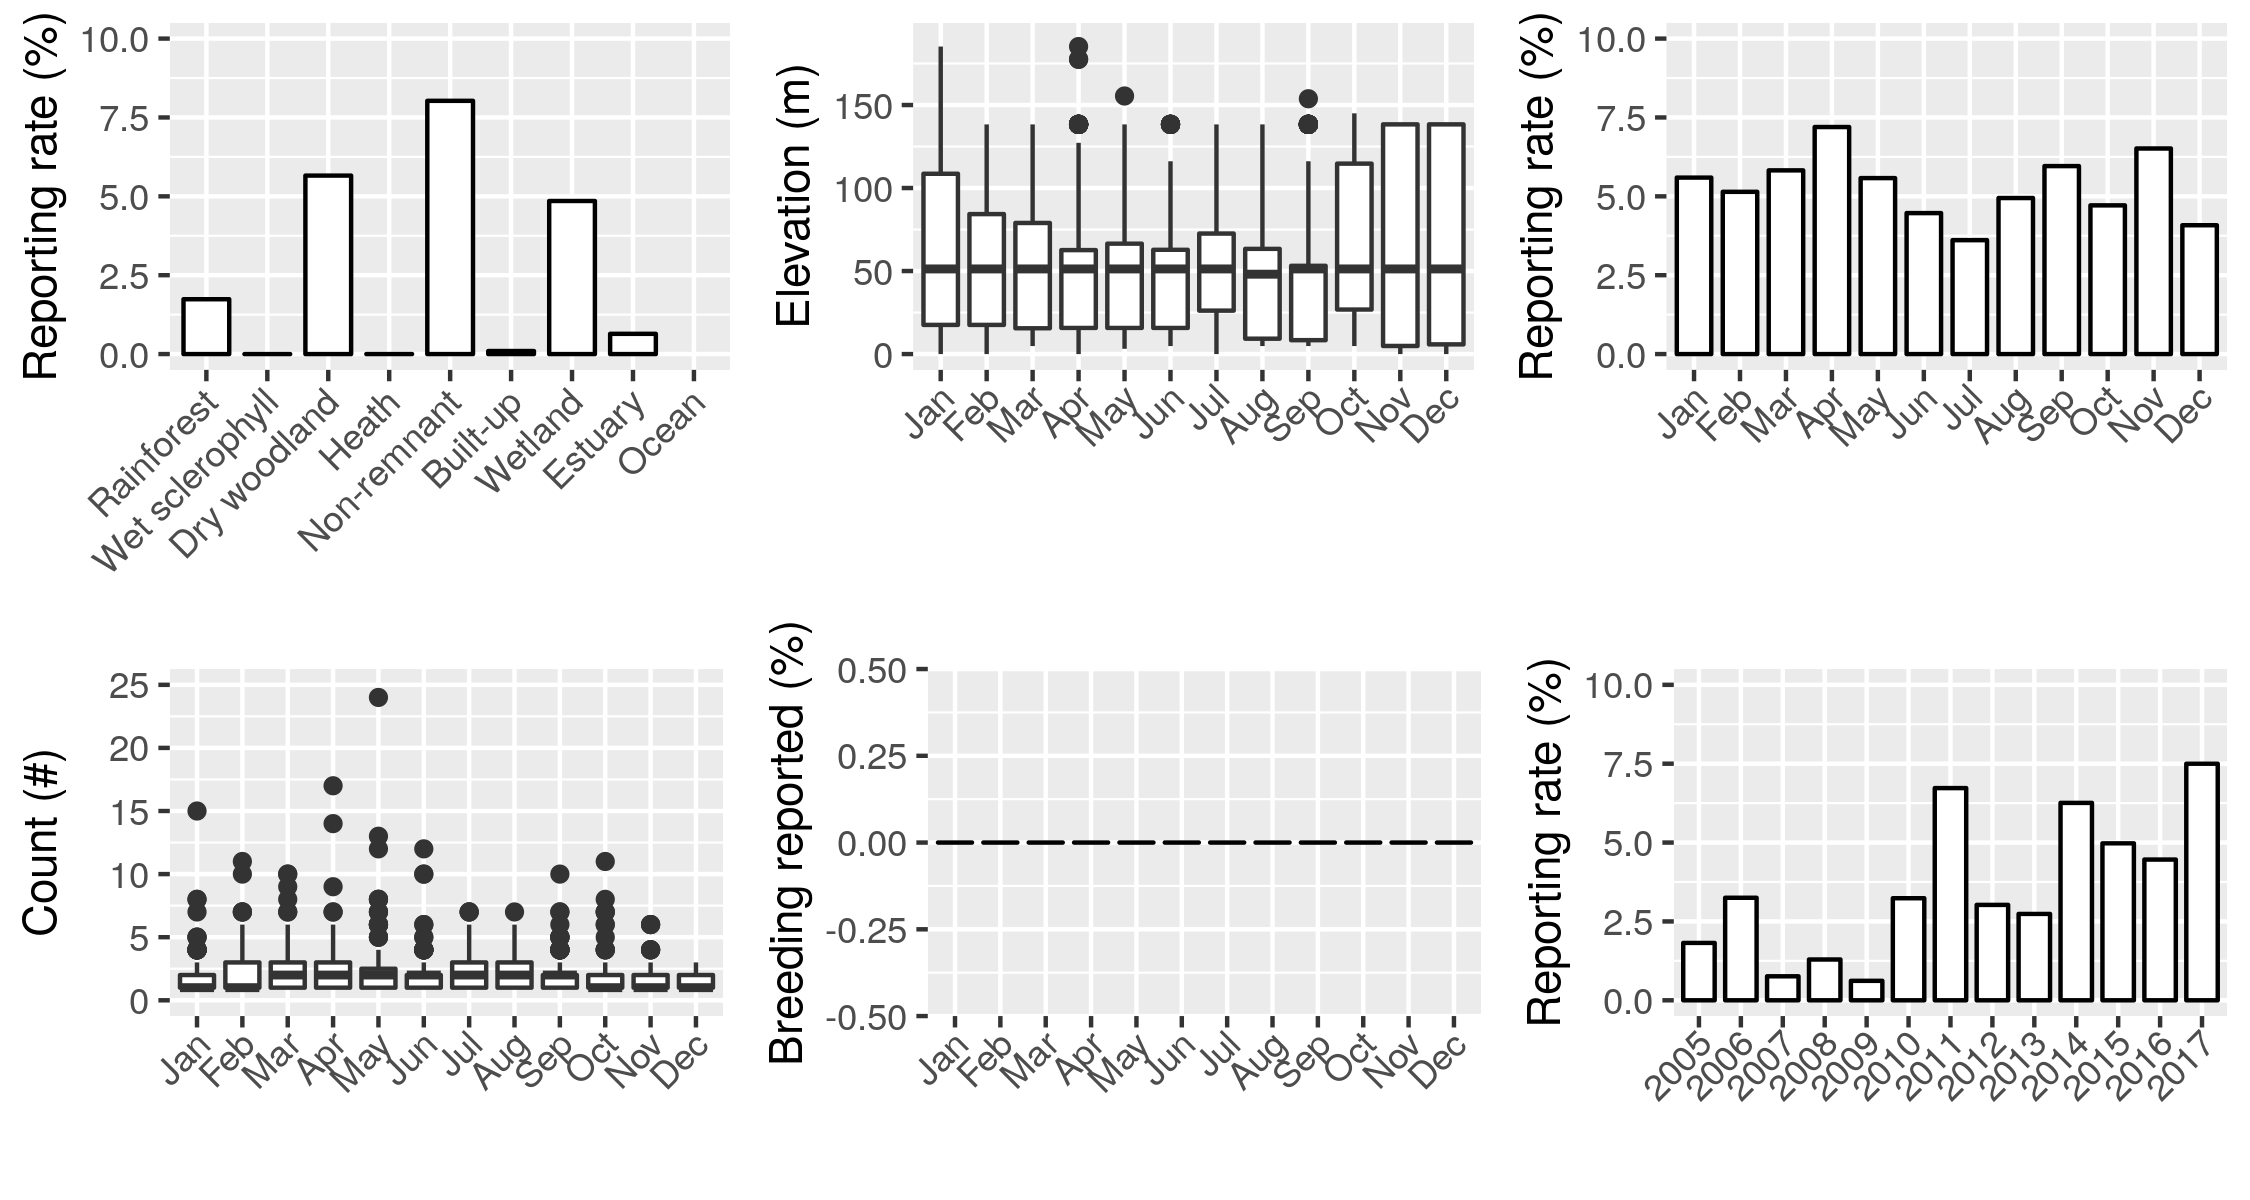 Reporting rate (%)
10.0
7.5
5.0
2.5
0.0
Rainforest
Wet sclerophyll
Dry woodland
Heath
Non-remnant
Built-up
Wetland
Estuary
Ocean
Elevation (m)
150
100
50
0
Jan
Feb
Mar
Apr
May
Jun
Jul
Aug
Sep
Oct
Nov
Dec
Reporting rate (%)
10.0
7.5
5.0
2.5
0.0
Jan
Feb
Mar
Apr
May
Jun
Jul
Aug
Sep
Oct
Nov
Dec
Count (#)
25
20
15
10
5
0
Jan
Feb
Mar
Apr
May
Jun
Jul
Aug
Sep
Oct
Nov
Dec
Breeding reported (%)
0.50
0.25
0.00
-0.25
-0.50
Jan
Feb
Mar
Apr
May
Jun
Jul
Aug
Sep
Oct
Nov
Dec
Reporting rate (%)
10.0
7.5
5.0
2.5
0.0
2005
2006
2007
2008
2009
2010
2011
2012
2013
2014
2015
2016
2017